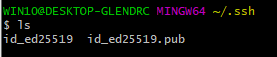 WIN10@DESKTOP-GLENDRC MINGW64 ~/.ssh
$ ls
id_ed25519  id_ed25519.pub